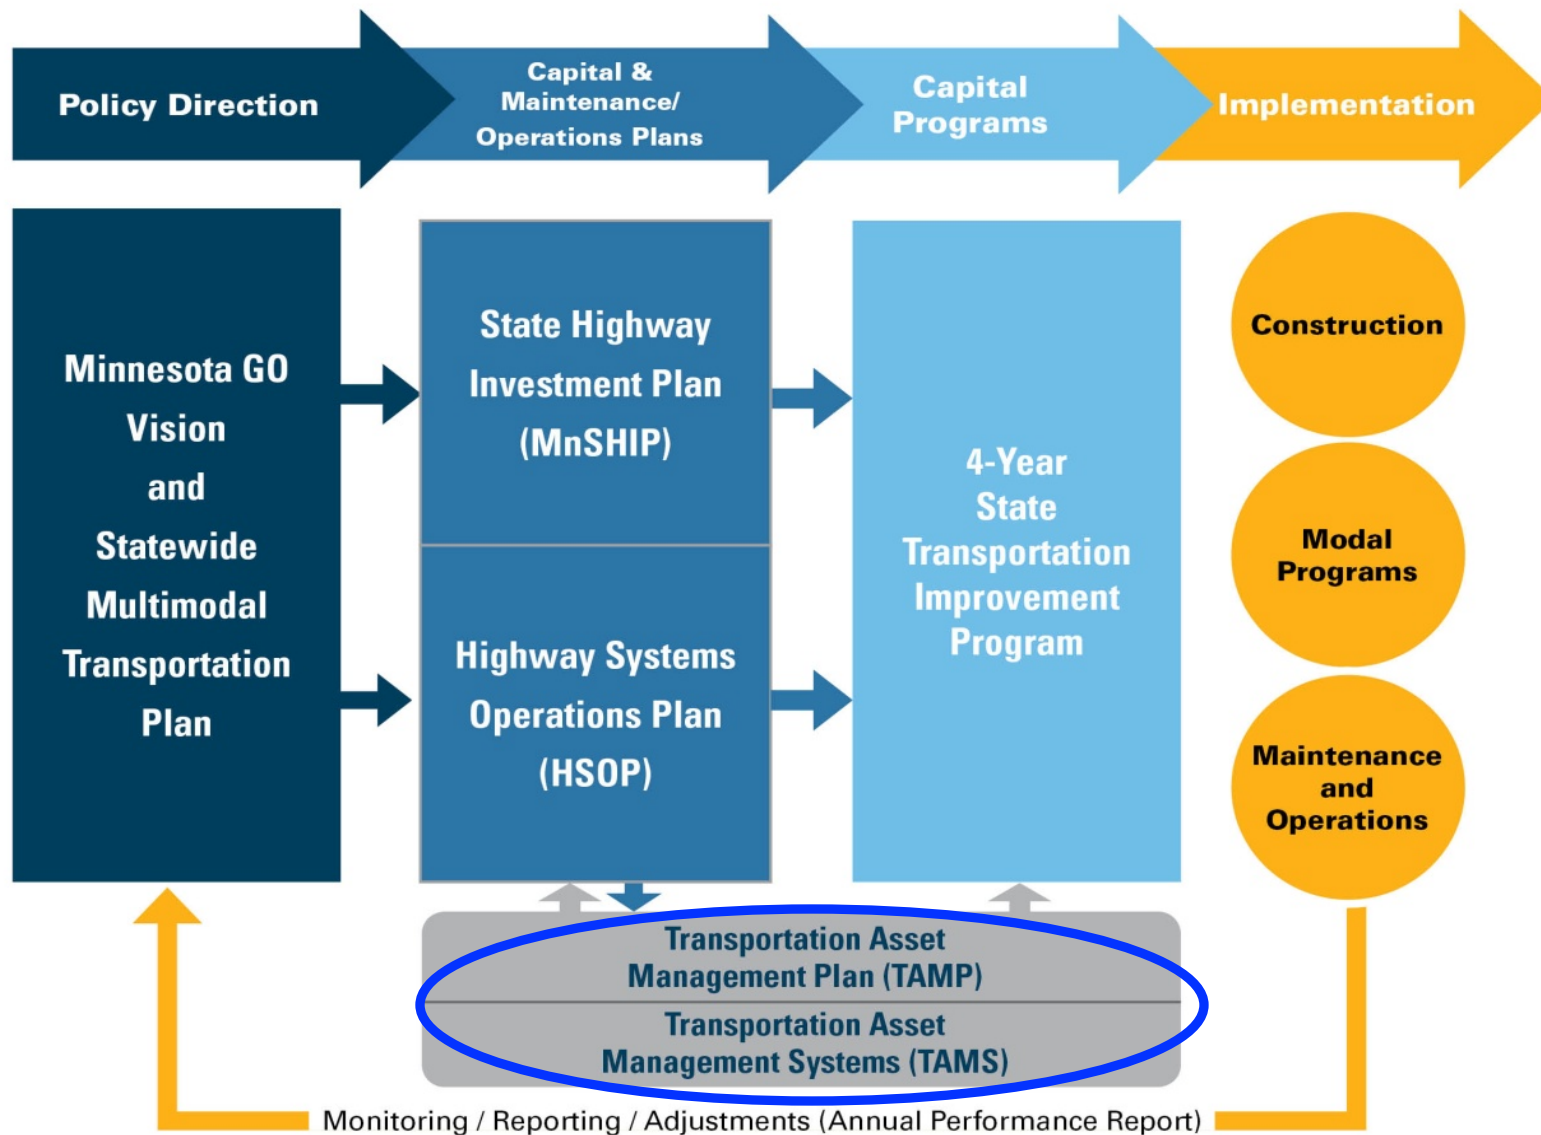 Policy Direction
Capital &
Maintenance/
Operations Plans
Capital
Programs
Implementation
Minnesota GO
Vision
and
Statewide
Multimodal
Transportation
Plan
State Highway
Investment Plan
(MnSHIP)
Highway Systems
Operations Plan
(HSOP)
4-Year
State
Transportation
Improvement
Program
Construction
Modal
Programs
Maintenance
and
Operations
Transportation Asset
Management Plan (TAMP)
Transportation Asset
Management Systems (TAMS)
Monitoring / Reporting / Adjustments (Annual Performance Report)